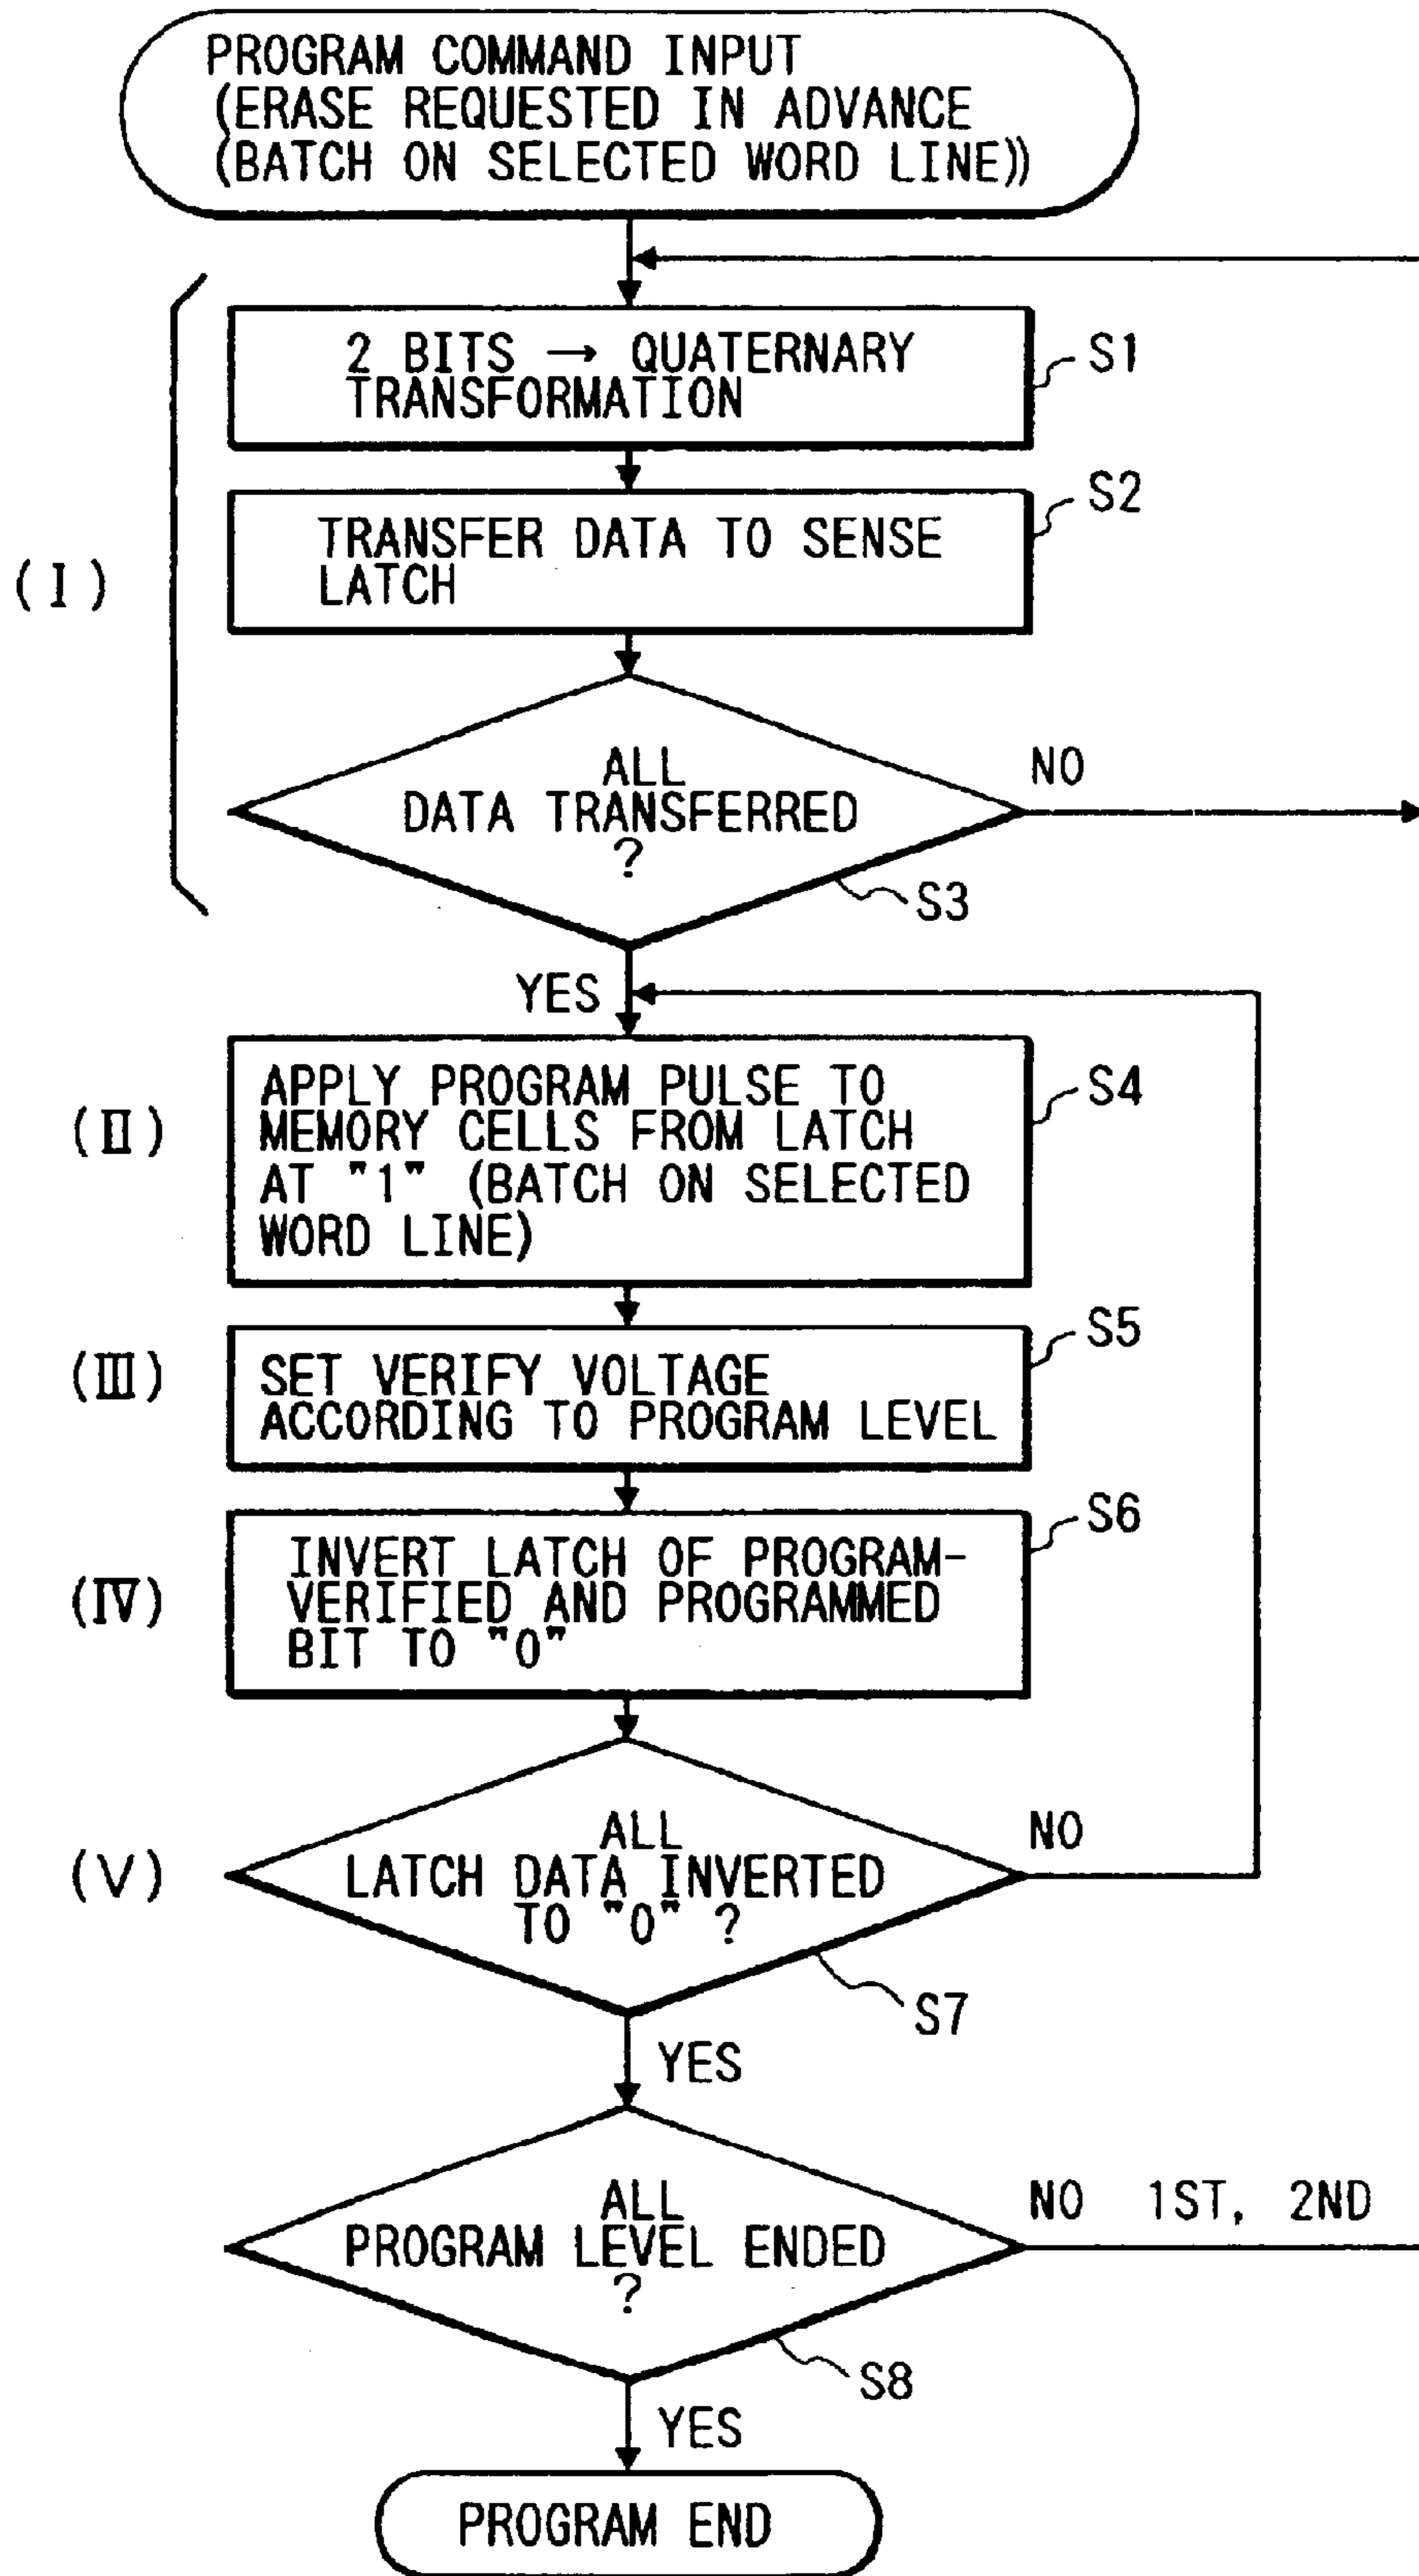 PROGRAM COMMAND INPUT
(ERASE REQUESTED IN ADVANCE
(BATCH ON SELECTED WORD LINE))
2 BITS → QUATERNARY
TRANSFORMATION
S1
TRANSFER DATA TO SENSE
LATCH
S2
(I)
ALL
DATA TRANSFERRED
?
NO
S3
YES
(II)
APPLY PROGRAM PULSE TO
MEMORY CELLS FROM LATCH
AT "1" (BATCH ON SELECTED
WORD LINE)
S4
(III)
SET VERIFY VOLTAGE
ACCORDING TO PROGRAM LEVEL
S5
(IV)
INVERT LATCH OF PROGRAM-
VERIFIED AND PROGRAMMED
BIT TO "0"
S6
(V)
ALL
LATCH DATA INVERTED
TO "0" ?
NO
S7
YES
ALL
PROGRAM LEVEL ENDED
?
NO 1ST, 2ND
S8
YES
PROGRAM END